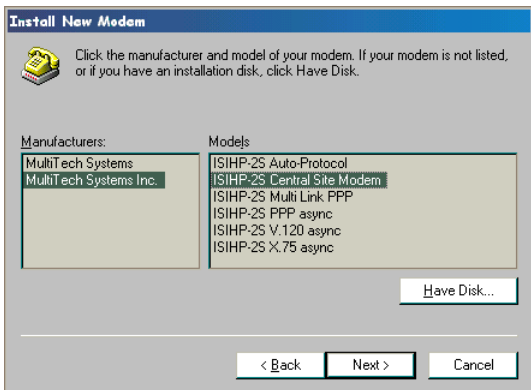 Install New Modem
Click the manufacturer and model of your modem. If your modem is not listed,
or if you have an installation disk, click Have Disk.
Manufacturers:
MultiTech Systems
MultiTech Systems Inc.
Models
ISIHP-2S Auto-Protocol
ISIHP-2S Central Site Modem
ISIHP-2S Multi Link PPP
ISIHP-2S PPP async
ISIHP-2S V.120 async
ISIHP-2S X.75 async
Have Disk...
< Back
Next >
Cancel